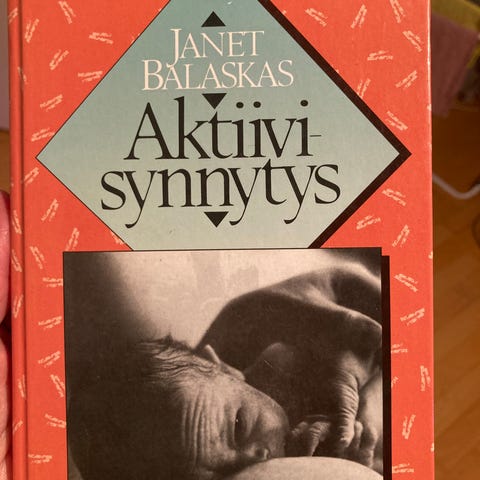 JANET
BALASKAS
Aktiivi-
synnytys